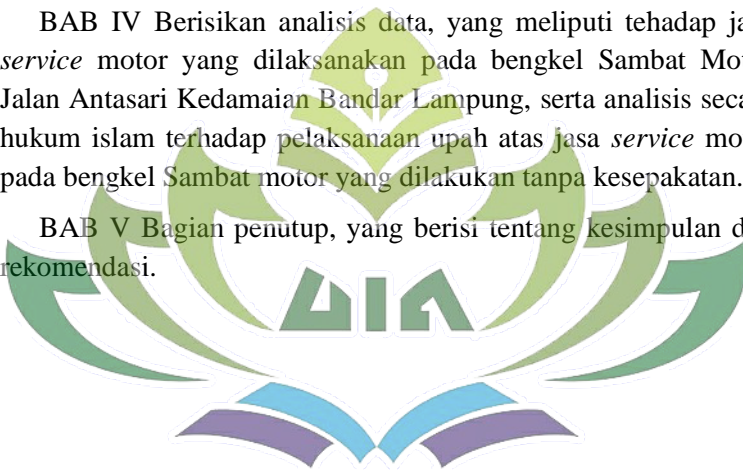 BAB IV Berisikan analisis data, yang meliputi tehadap ja
service motor yang dilaksanakan pada bengkel Sambat Mot
Jalan Antasari Kedamaian Bandar Lampung, serta analisis seca
hukum islam terhadap pelaksanaan upah atas jasa service mo
pada bengkel Sambat motor yang dilakukan tanpa kesepakatan.
BAB V Bagian penutup, yang berisi tentang kesimpulan d
rekomendasi.
UIN